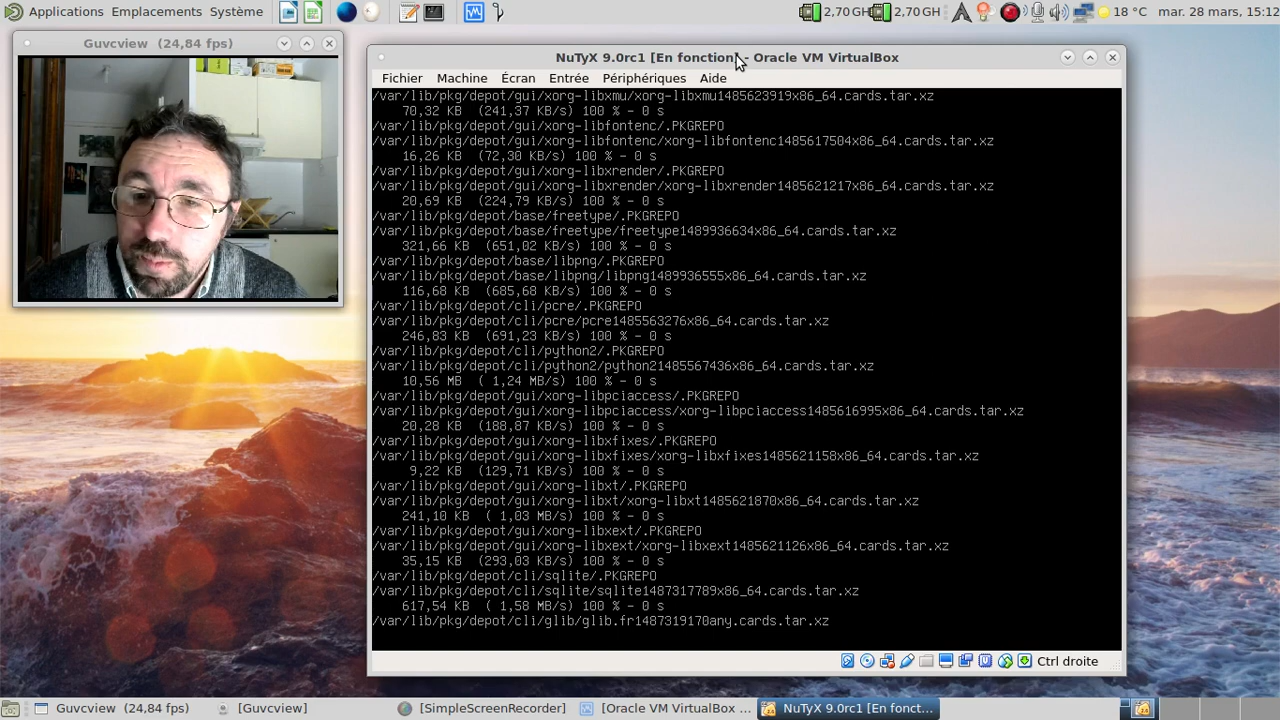 Applications Emplacements Système
2,70 GH 2,70 GH 18 °C mar. 28 mars, 15:12
Guvcview (24,84 fps)
NuTyX 9.0rc1 [En fonction] - Oracle VM VirtualBox
Fichier Machine Écran Entrée Périphériques Aide
/var/lib/pkg/depot/gui/xorg-libxmu/xorg-libxmu1485623919x86_64.cards.tar.xz
70,32 KB (241,37 KB/s) 100 % - 0 s
/var/lib/pkg/depot/gui/xorg-libfontenc/.PKGREPO
/var/lib/pkg/depot/gui/xorg-libfontenc/xorg-libfontenc1485617504x86_64.cards.tar.xz
16,26 KB (72,30 KB/s) 100 % - 0 s
/var/lib/pkg/depot/gui/xorg-libxrender/.PKGREPO
/var/lib/pkg/depot/gui/xorg-libxrender/xorg-libxrender1485621217x86_64.cards.tar.xz
20,69 KB (224,79 KB/s) 100 % - 0 s
/var/lib/pkg/depot/base/freetype/.PKGREPO
/var/lib/pkg/depot/base/freetype/freetype1489936634x86_64.cards.tar.xz
321,66 KB (651,02 KB/s) 100 % - 0 s
/var/lib/pkg/depot/base/libpng/.PKGREPO
/var/lib/pkg/depot/base/libpng/libpng1489936555x86_64.cards.tar.xz
116,68 KB (685,68 KB/s) 100 % - 0 s
/var/lib/pkg/depot/cli/pcre/.PKGREPO
/var/lib/pkg/depot/cli/pcre/pcre1485563276x86_64.cards.tar.xz
246,83 KB (691,23 KB/s) 100 % - 0 s
/var/lib/pkg/depot/cli/python2/.PKGREPO
/var/lib/pkg/depot/cli/python2/python21485567436x86_64.cards.tar.xz
10,56 MB ( 1,24 MB/s) 100 % - 0 s
/var/lib/pkg/depot/gui/xorg-libpciaccess/.PKGREPO
/var/lib/pkg/depot/gui/xorg-libpciaccess/xorg-libpciaccess1485616995x86_64.cards.tar.xz
20,28 KB (188,87 KB/s) 100 % - 0 s
/var/lib/pkg/depot/gui/xorg-libxfixes/.PKGREPO
/var/lib/pkg/depot/gui/xorg-libxfixes/xorg-libxfixes1485621158x86_64.cards.tar.xz
9,22 KB (129,71 KB/s) 100 % - 0 s
/var/lib/pkg/depot/gui/xorg-libxt/.PKGREPO
/var/lib/pkg/depot/gui/xorg-libxt/xorg-libxt1485621870x86_64.cards.tar.xz
241,10 KB ( 1,03 MB/s) 100 % - 0 s
/var/lib/pkg/depot/gui/xorg-libxext/.PKGREPO
/var/lib/pkg/depot/gui/xorg-libxext/xorg-libxext1485621126x86_64.cards.tar.xz
35,15 KB (293,03 KB/s) 100 % - 0 s
/var/lib/pkg/depot/cli/sqlite/.PKGREPO
/var/lib/pkg/depot/cli/sqlite/sqlite1487317789x86_64.cards.tar.xz
617,54 KB ( 1,58 MB/s) 100 % - 0 s
/var/lib/pkg/depot/cli/glib/glib.fr1487319170any.cards.tar.xz
Ctrl droite
Guvcview (24,84 fps) [Guvcview] [SimpleScreenRecorder] [Oracle VM VirtualBox ... NuTyX 9.0rc1 [En fonct...